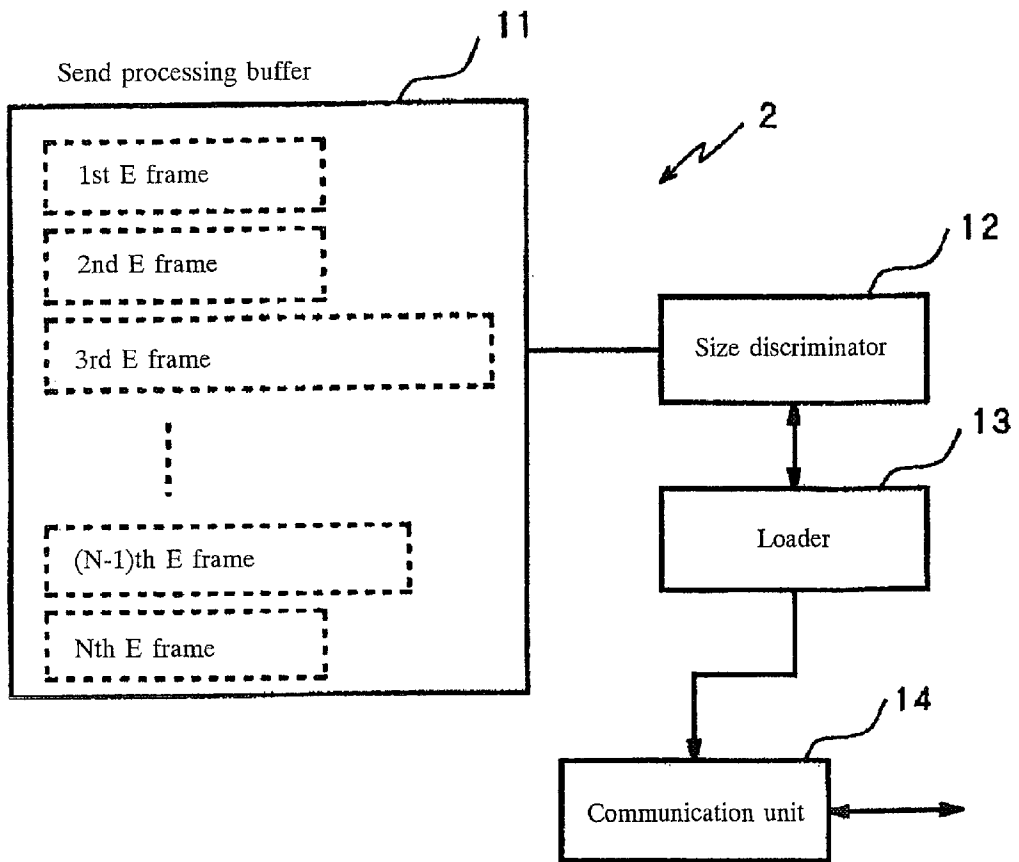 11
Send processing buffer
2
1st E frame
12
2nd E frame
Size discriminator
3rd E frame
13
Loader
(N-1)th E frame
Nth E frame
14
Communication unit